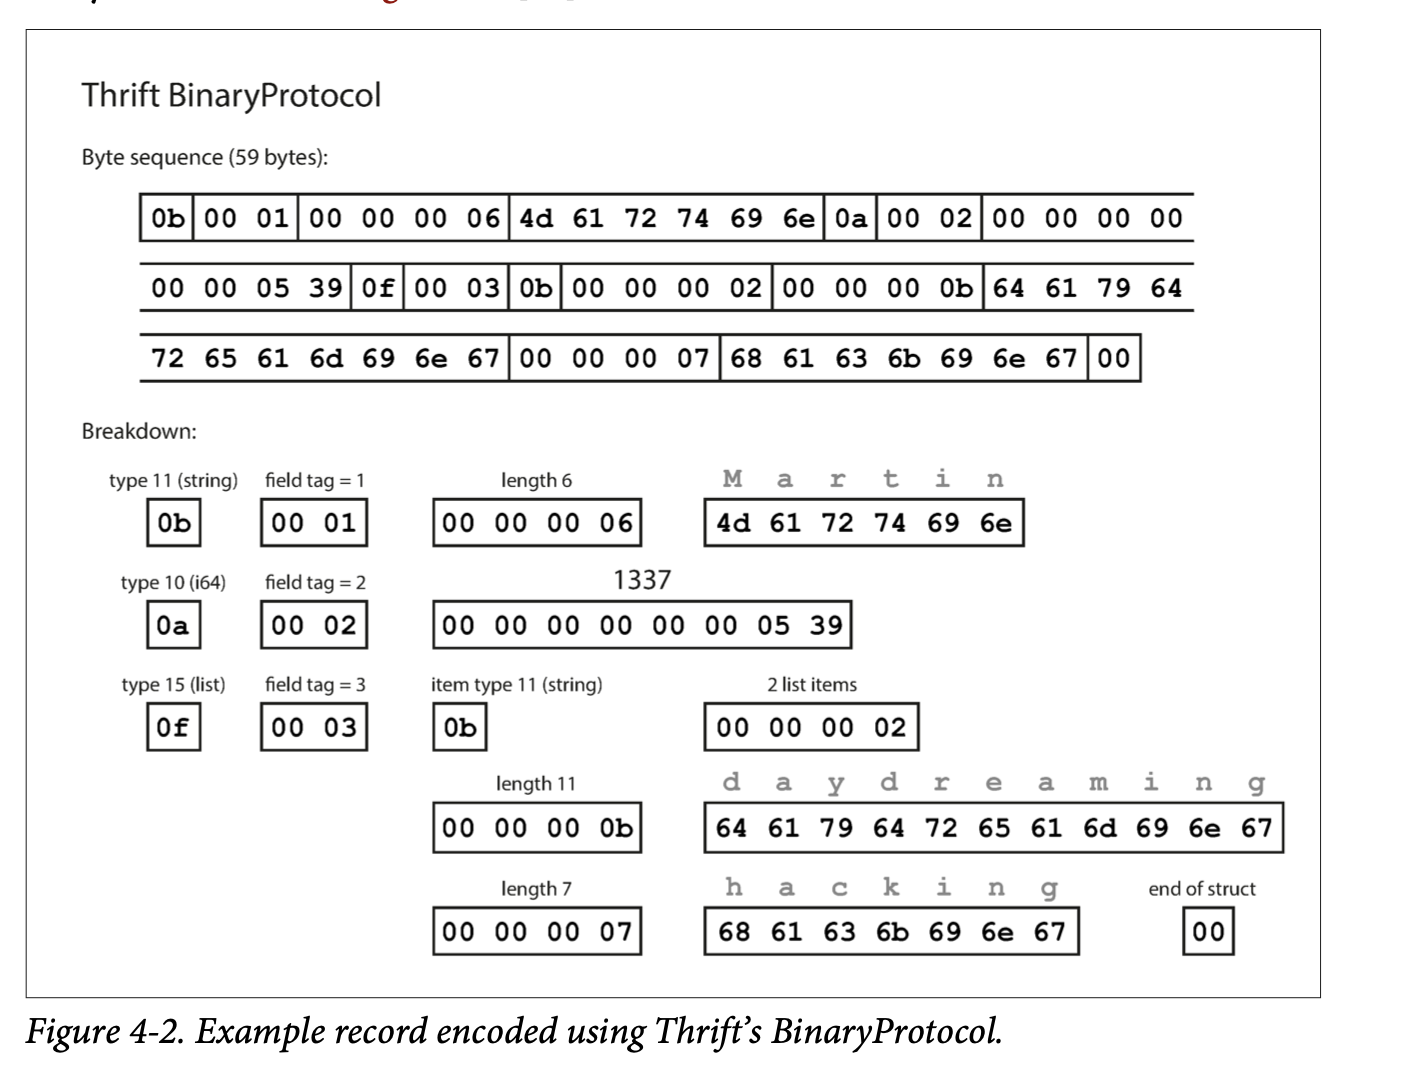 Thrift BinaryProtocol
Byte sequence (59 bytes):
0b 00 01 00 00 00 06 4d 61 72 74 69 6e 0a 00 02 00 00 00 00
00 00 05 39 0f 00 03 0b 00 00 00 02 00 00 00 0b 64 61 79 64
72 65 61 6d 69 6e 67 00 00 00 07 68 61 63 6b 69 6e 67 00
Breakdown:
type 11 (string) field tag = 1 length 6 M a r t i n
0b 00 01 00 00 00 06 4d 61 72 74 69 6e
type 10 (i64) field tag = 2 1337
0a 00 02 00 00 00 00 00 00 05 39
type 15 (list) field tag = 3 item type 11 (string) 2 list items
0f 00 03 0b 00 00 00 02
length 11 d a y d r e a m i n g
00 00 00 0b 64 61 79 64 72 65 61 6d 69 6e 67
length 7 h a c k i n g end of struct
00 00 00 07 68 61 63 6b 69 6e 67 00
Figure 4-2. Example record encoded using Thrift’s BinaryProtocol.